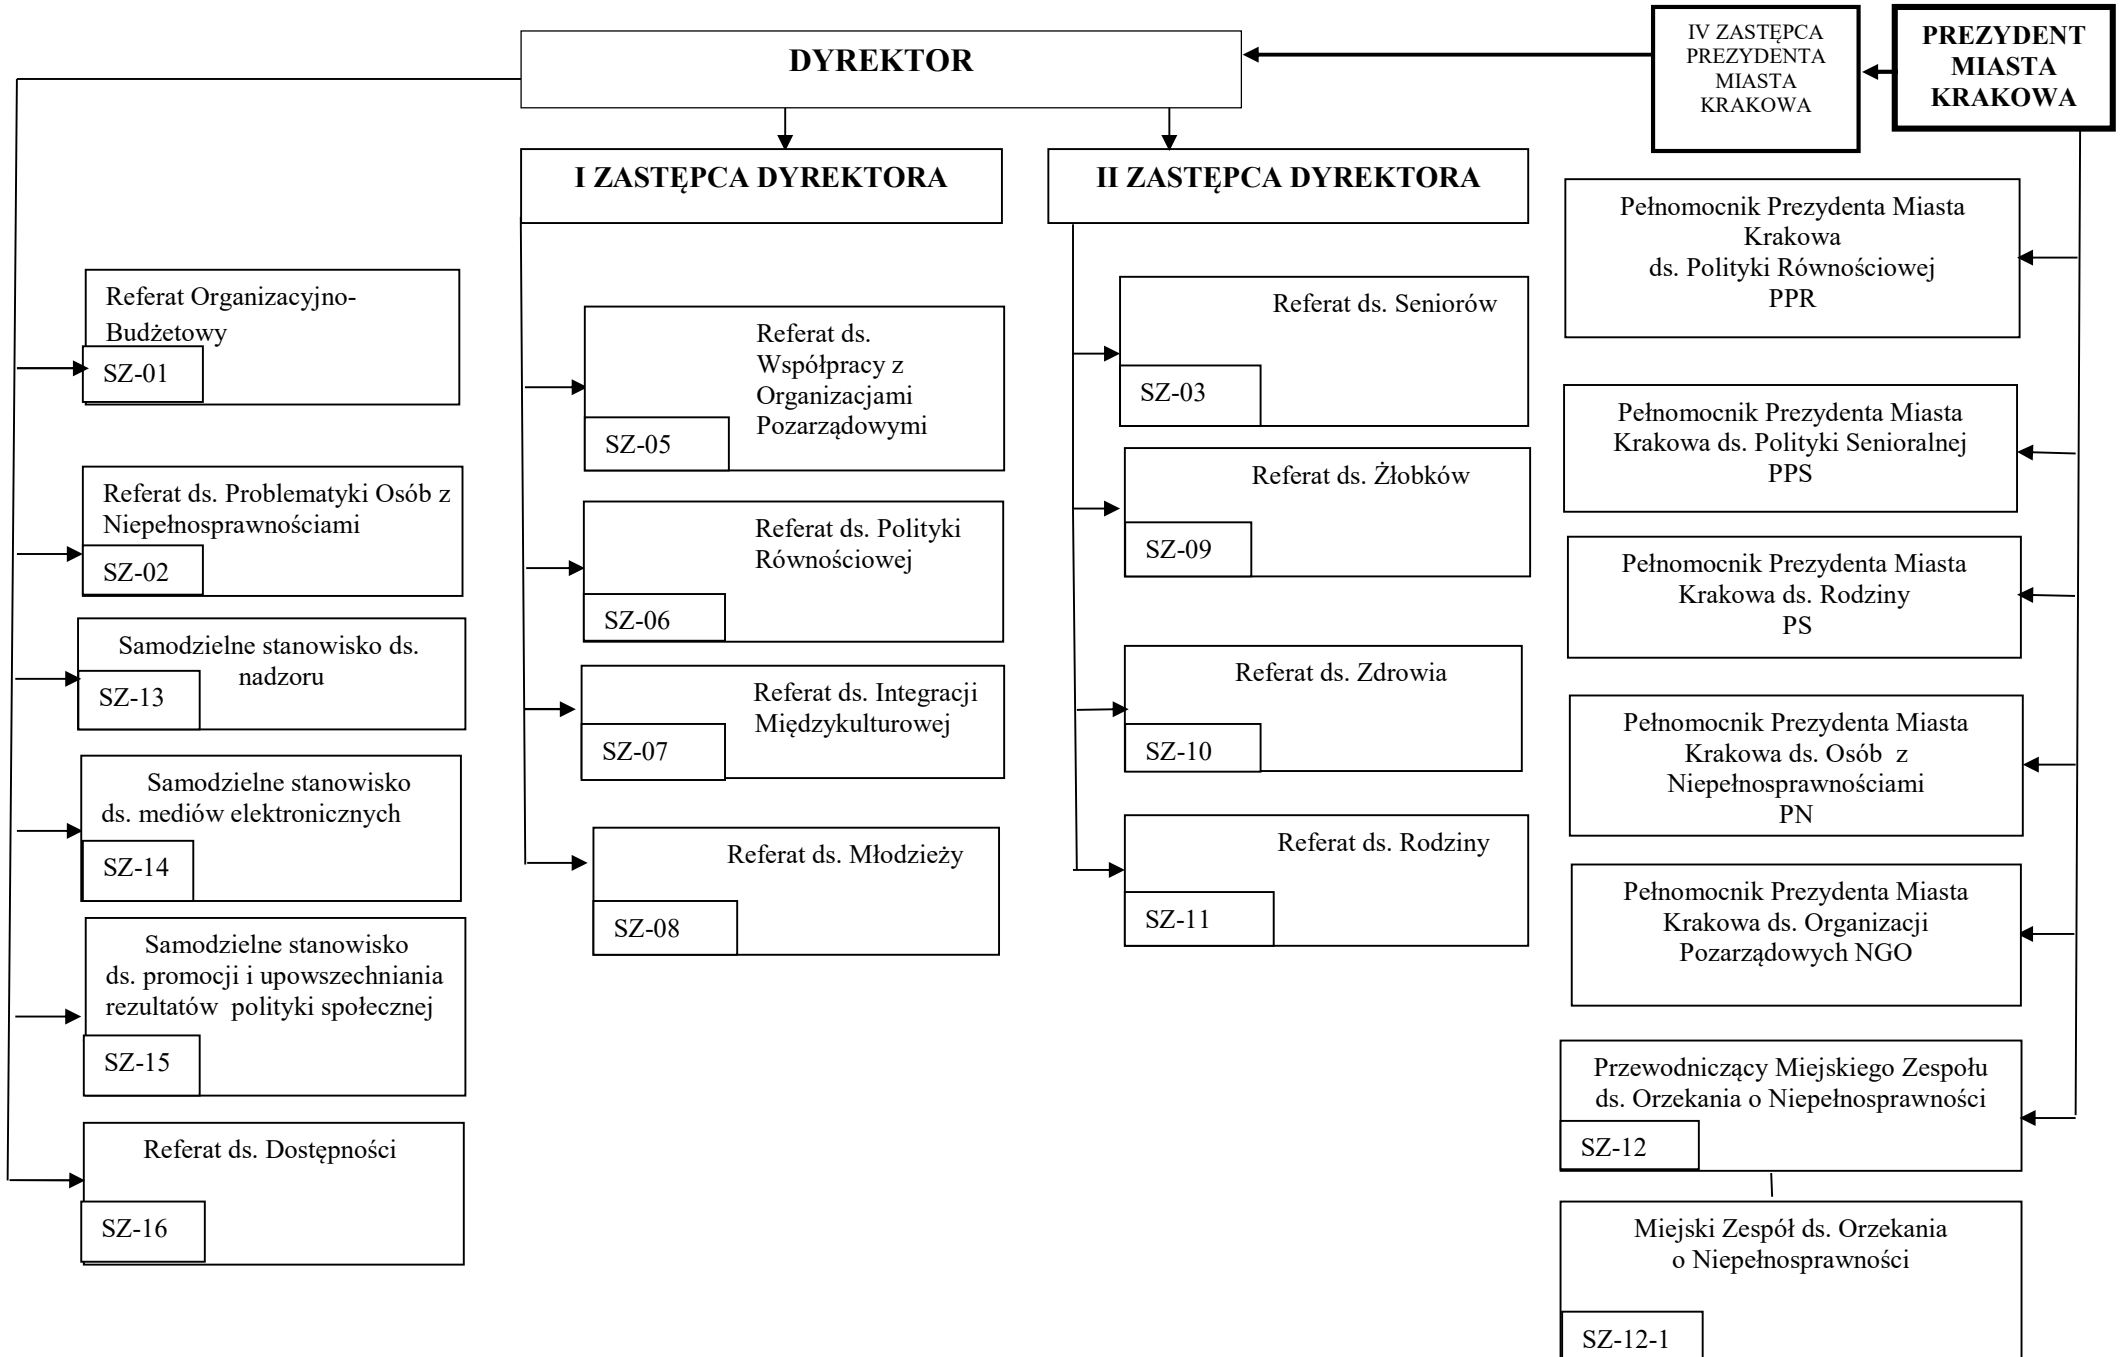 DYREKTOR
IV ZASTĘPCA
PREZYDENTA
MIASTA
KRAKOWA
PREZYDENT
MIASTA
KRAKOWA
I ZASTĘPCA DYREKTORA
II ZASTĘPCA DYREKTORA
Referat Organizacyjno-
Budżetowy
SZ-01
Referat ds. Problematyki Osób z
Niepełnosprawnościami
SZ-02
Samodzielne stanowisko ds.
nadzoru
SZ-13
Samodzielne stanowisko
ds. mediów elektronicznych
SZ-14
Samodzielne stanowisko
ds. promocji i upowszechniania
rezultatów  polityki społecznej
SZ-15
Referat ds. Dostępności
SZ-16
Referat ds.
Współpracy z
Organizacjami
Pozarządowymi
SZ-05
Referat ds. Polityki
Równościowej
SZ-06
Referat ds. Integracji
Międzykulturowej
SZ-07
Referat ds. Młodzieży
SZ-08
Referat ds. Seniorów
SZ-03
Referat ds. Żłobków
SZ-09
Referat ds. Zdrowia
SZ-10
Referat ds. Rodziny
SZ-11
Pełnomocnik Prezydenta Miasta
Krakowa
ds. Polityki Równościowej
PPR
Pełnomocnik Prezydenta Miasta
Krakowa ds. Polityki Senioralnej
PPS
Pełnomocnik Prezydenta Miasta
Krakowa ds. Rodziny
PS
Pełnomocnik Prezydenta Miasta
Krakowa ds. Osób  z
Niepełnosprawnościami
PN
Pełnomocnik Prezydenta Miasta
Krakowa ds. Organizacji
Pozarządowych NGO
Przewodniczący Miejskiego Zespołu
ds. Orzekania o Niepełnosprawności
SZ-12
Miejski Zespół ds. Orzekania
o Niepełnosprawności
SZ-12-1